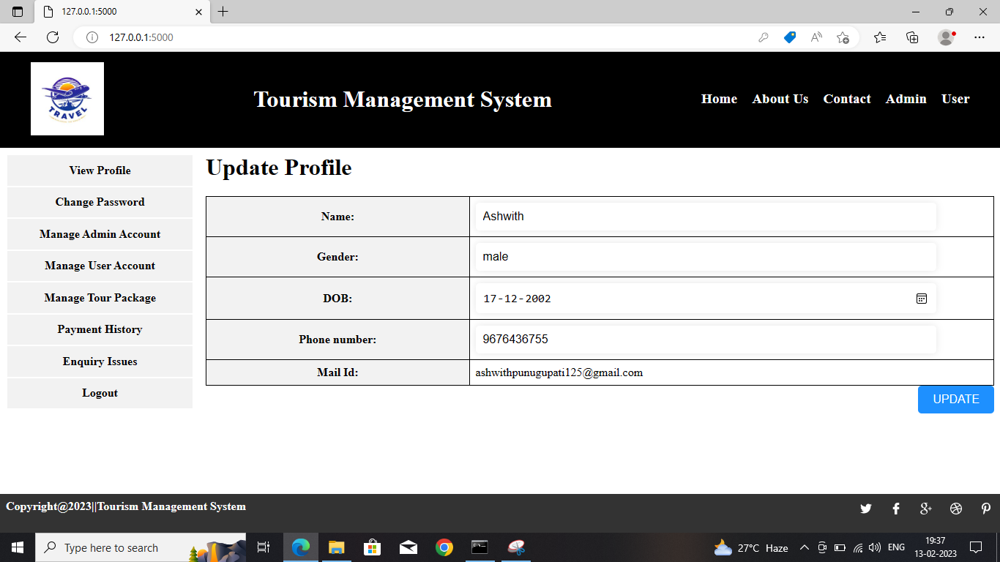 127.0.0.1:5000
127.0.0.1:5000
TRAVEL
Tourism Management System
Home About Us Contact Admin User
View Profile
Change Password
Manage Admin Account
Manage User Account
Manage Tour Package
Payment History
Enquiry Issues
Logout
Update Profile
Name: Ashwith
Gender: male
DOB: 17-12-2002
Phone number: 9676436755
Mail Id: ashwithpunugupati125@gmail.com
UPDATE
Copyright@2023||Tourism Management System
Type here to search
27°C Haze
ENG
19:37
13-02-2023